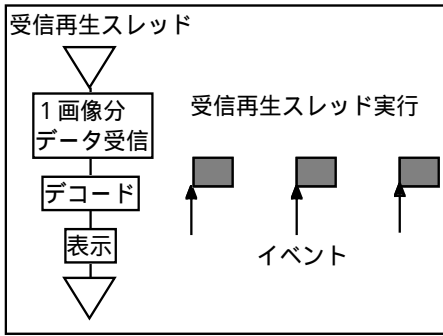 受信再生スレッド
１画像分
データ受信
デコード
表示
受信再生スレッド実行
イベント